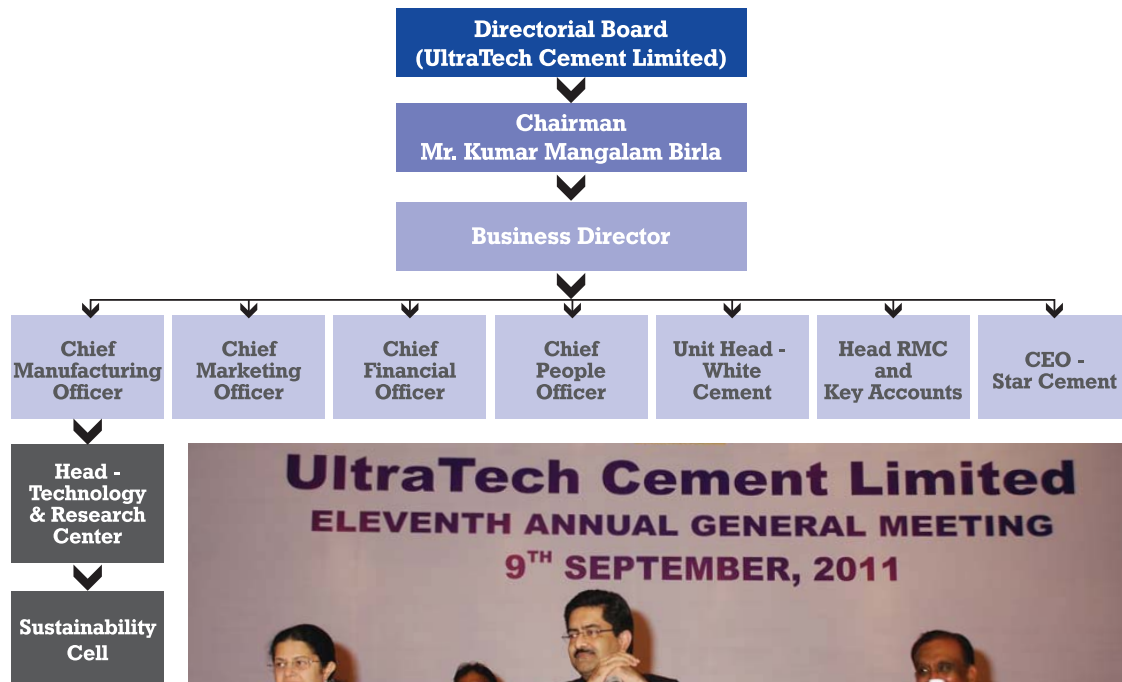 Directorial Board
(UltraTech Cement Limited)
Chairman
Mr. Kumar Mangalam Birla
Business Director
Chief
Manufacturing
Officer
Chief
Marketing
Officer
Chief
Financial
Officer
Chief
People
Officer
Unit Head -
White
Cement
Head RMC
and
Key Accounts
CEO -
Star Cement
Head -
Technology
& Research
Center
Sustainability
Cell
UltraTech Cement Limited
ELEVENTH ANNUAL GENERAL MEETING
9TH SEPTEMBER, 2011